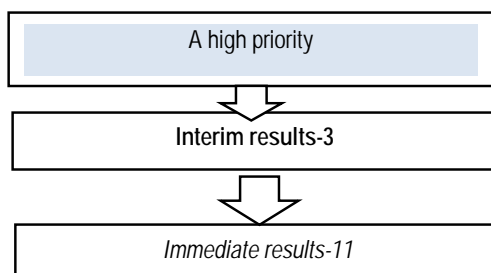 A high priority
Interim results-3
Immediate results-11